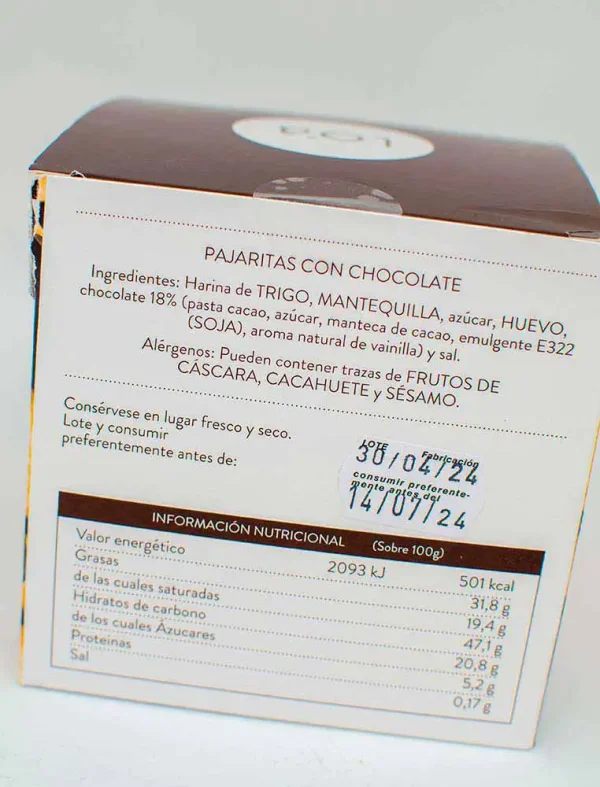 PAJARITAS CON CHOCOLATE
Ingredientes: Harina de TRIGO, MANTEQUILLA, azúcar, HUEVO,
chocolate 18% (pasta cacao, azúcar, manteca de cacao, emulgente E322
(SOJA), aroma natural de vainilla) y sal.
Alérgenos: Pueden contener trazas de FRUTOS DE
CÁSCARA, CACAHUETE y SÉSAMO.
Consérvese en lugar fresco y seco.
Lote y consumir
preferentemente antes de:
LOTE Fabricación
30/04/24
consumir preferente-
mente antes del
14/07/24
INFORMACIÓN NUTRICIONAL (Sobre 100g)
Valor energético 2093 kJ 501 kcal
Grasas 31,8 g
de las cuales saturadas 19,4 g
Hidratos de carbono 47,1 g
de los cuales Azucares 20,8 g
Proteinas 5,2 g
Sal 0,17 g